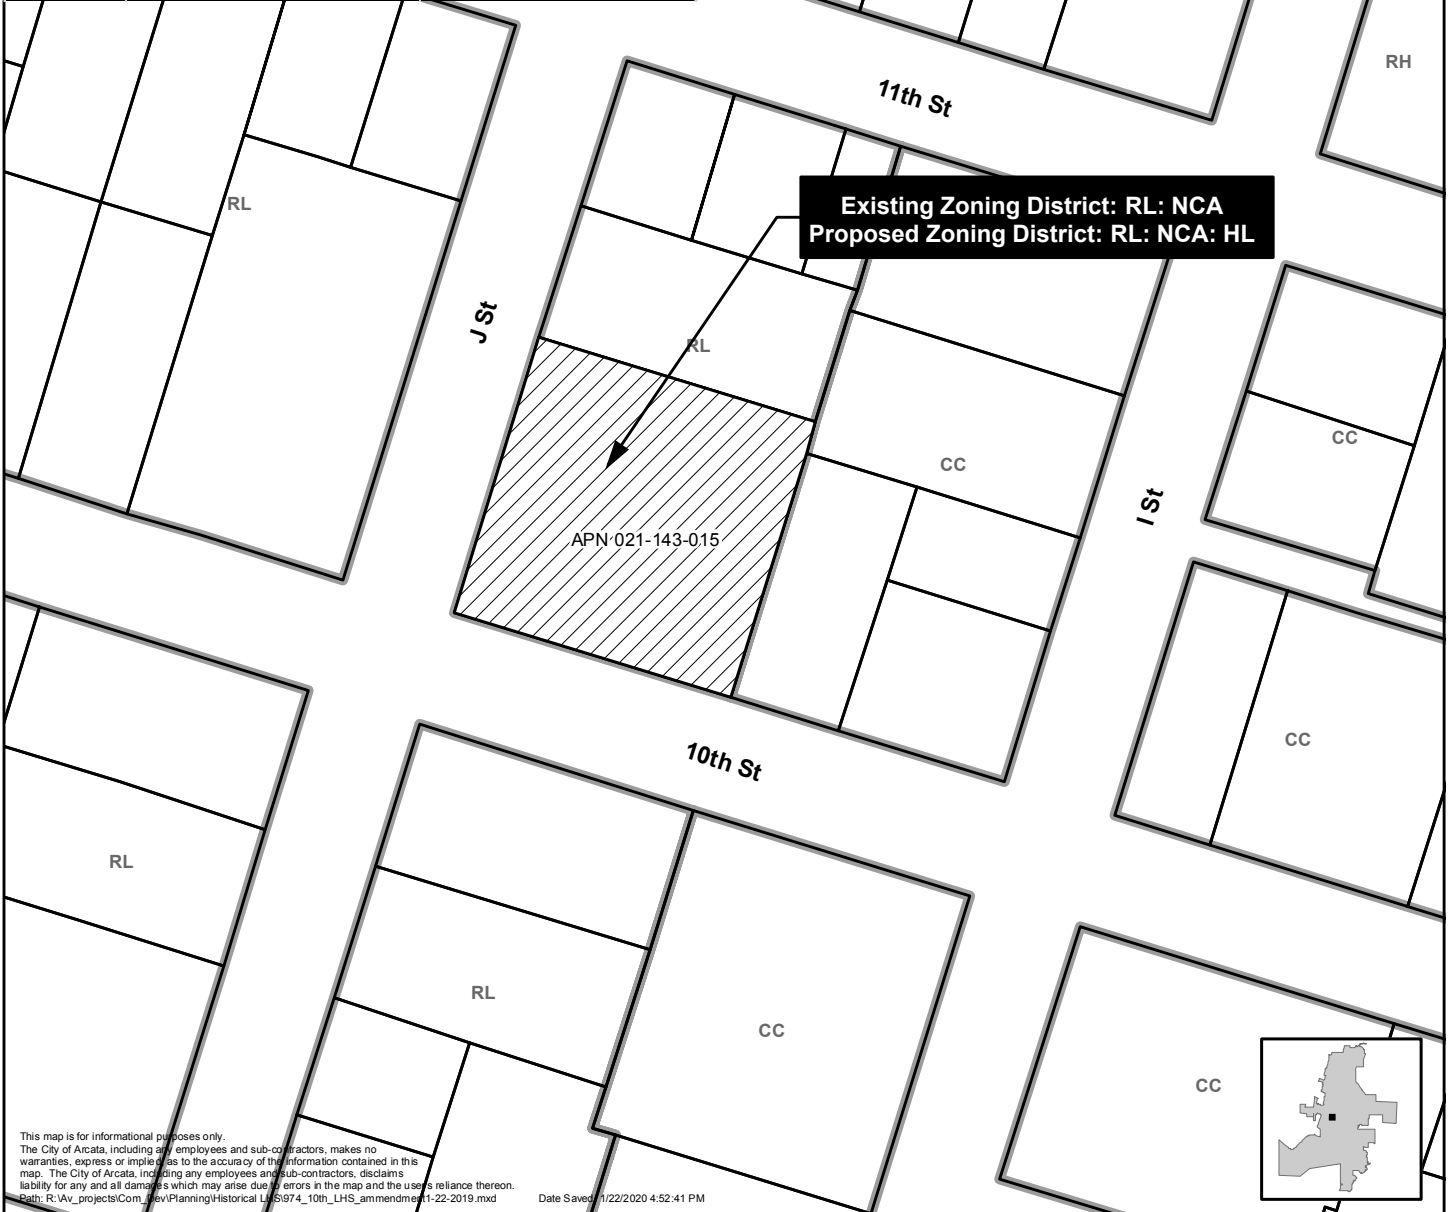 RH
11th St
RL
Existing Zoning District: RL: NCA
Proposed Zoning District: RL: NCA: HL
J St
RL
CC
CC
I St
APN 021-143-015
10th St
CC
RL
RL
CC
CC
This map is for informational purposes only.
The City of Arcata, including any employees and sub-contractors, makes no
warranties, express or implied, as to the accuracy of the information contained in this
map. The City of Arcata, including any employees and sub-contractors, disclaims
liability for any and all damages which may arise due to errors in the map and the users reliance thereon.
Path: R:\Av_projects\Com_Dev\Planning\Historical LHS\974_10th_LHS_ammendment1-22-2019.mxd Date Saved: 1/22/2020 4:52:41 PM